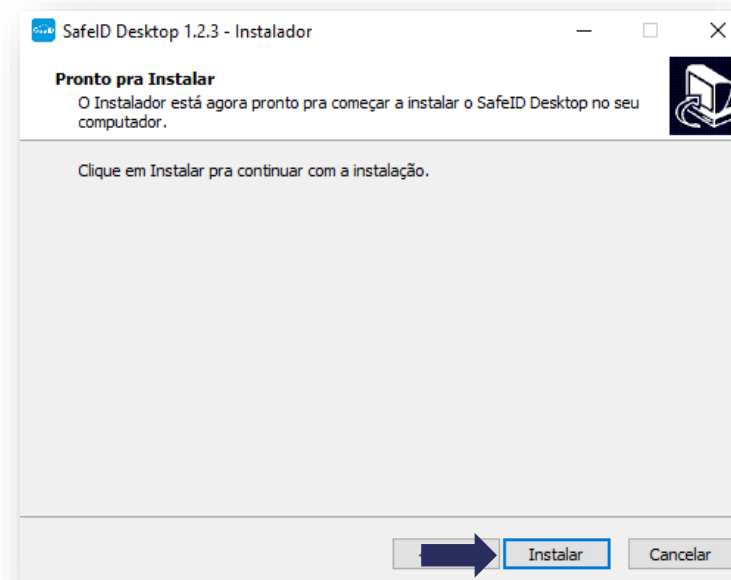 SafeID Desktop 1.2.3 - Instalador
Pronto pra Instalar
O Instalador está agora pronto pra começar a instalar o SafeID Desktop no seu
computador.
Clique em Instalar pra continuar com a instalação.
Instalar
Cancelar